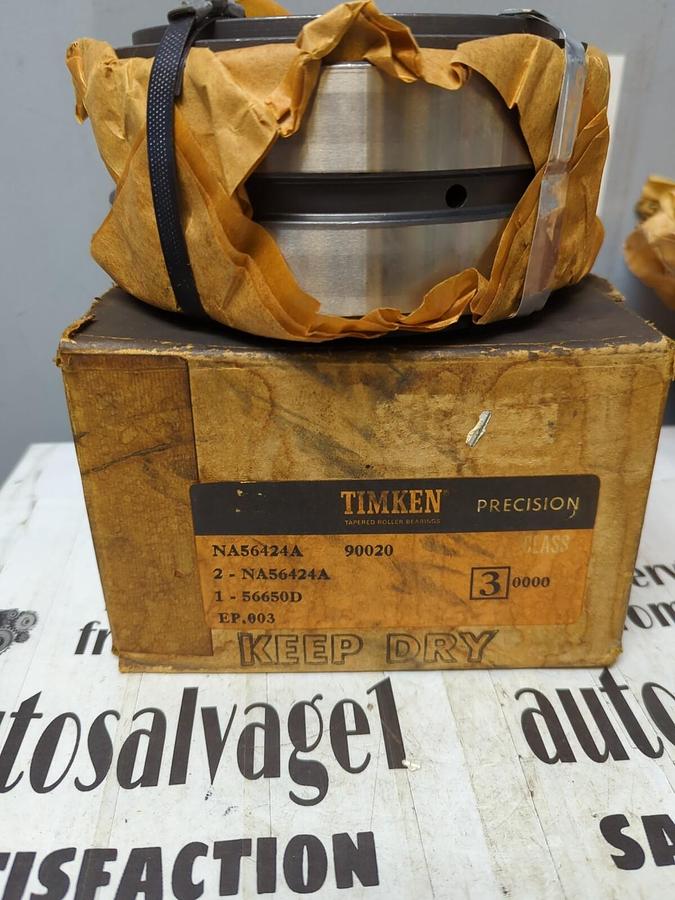 TIMKEN PRECISION
TAPERED ROLLER BEARINGS
NA56424A 90020 CLASS
2 - NA56424A
1 - 56650D 3 0000
EP.003
KEEP DRY
utosalvage1 auto
TISFACTION SA